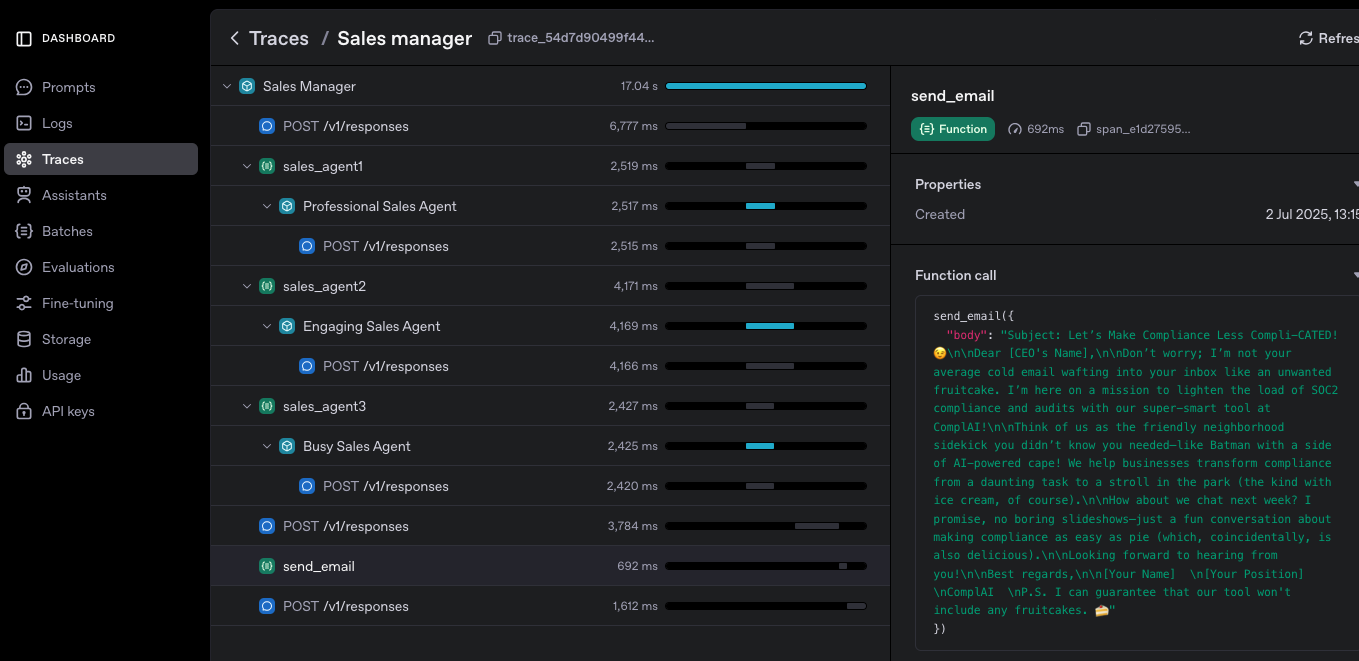 DASHBOARD
Prompts
Logs
Traces
Assistants
Batches
Evaluations
Fine-tuning
Storage
Usage
API keys
Traces / Sales manager trace_54d7d90499f44...
Refres
Sales Manager 17.04 s
POST /v1/responses 6,777 ms
sales_agent1 2,519 ms
Professional Sales Agent 2,517 ms
POST /v1/responses 2,515 ms
sales_agent2 4,171 ms
Engaging Sales Agent 4,169 ms
POST /v1/responses 4,166 ms
sales_agent3 2,427 ms
Busy Sales Agent 2,425 ms
POST /v1/responses 2,420 ms
POST /v1/responses 3,784 ms
send_email 692 ms
POST /v1/responses 1,612 ms
send_email
Function 692ms span_e1d27595...
Properties
Created 2 Jul 2025, 13:15
Function call
send_email({
"body": "Subject: Let’s Make Compliance Less Compli-CATED!
😉\n\nDear [CEO's Name],\n\nDon’t worry; I’m not your
average cold email wafting into your inbox like an unwanted
fruitcake. I’m here on a mission to lighten the load of SOC2
compliance and audits with our super-smart tool at
ComplAI!\n\nThink of us as the friendly neighborhood
sidekick you didn’t know you needed—like Batman with a side
of AI-powered cape! We help businesses transform compliance
from a daunting task to a stroll in the park (the kind with
ice cream, of course).\n\nHow about we chat next week? I
promise, no boring slideshows—just a fun conversation about
making compliance as easy as pie (which, coincidentally, is
also delicious).\n\nLooking forward to hearing from
you!\n\nBest regards,\n\n[Your Name]  \n[Your Position]
\nComplAI  \nP.S. I can guarantee that our tool won't
include any fruitcakes. 🍰"
})